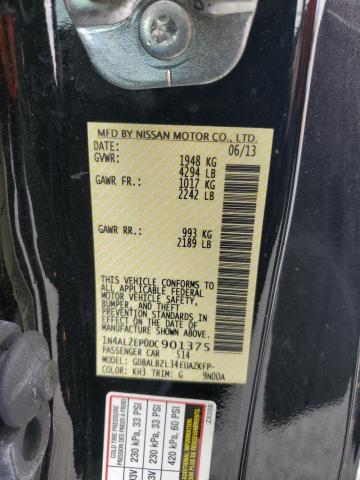 MFD BY NISSAN MOTOR CO., LTD.
DATE: 06/13
GVWR: 1948 KG
4294 LB
GAWR FR.: 1017 KG
2242 LB
GAWR RR.: 993 KG
2189 LB
THIS VEHICLE CONFORMS TO
ALL APPLICABLE FEDERAL
MOTOR VEHICLE SAFETY,
BUMPER, AND THEFT
PREVENTION STANDARDS IN
EFFECT ON THE DATE OF
MANUFACTURE SHOWN ABOVE.
1N4AL2EP0DC901375
PASSENGER CAR 514
MODEL: GDBALBZL34EUAZKFP-
COLOR: KH3 TRIM: G 9N00A
230 kPA, 33 PSI
230 kPA, 33 PSI
420 kPA, 60 PSI